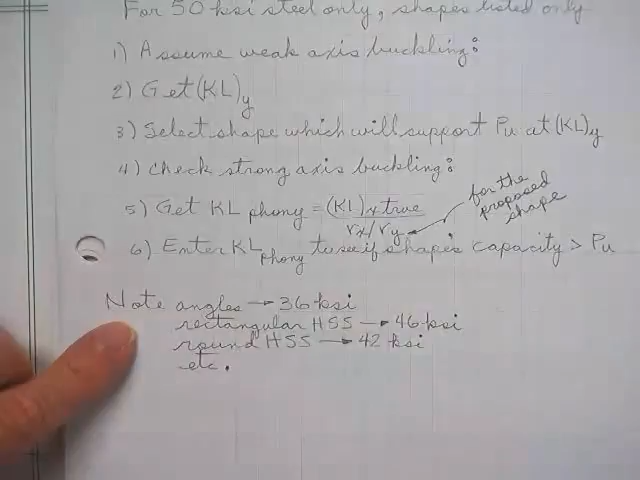 For 50 ksi steel only, shapes listed only
1) Assume weak axis buckling:
2) Get (KL)y
3) Select shape which will support Pu at (KL)y
4) Check strong axis buckling:
5) Get KL phony = (KL)x true
rx/ry
for the proposed shape
6) Enter KL phony to see if shape's capacity > Pu
Note angles → 36 ksi
rectangular HSS → 46 ksi
round HSS → 42 ksi
etc.